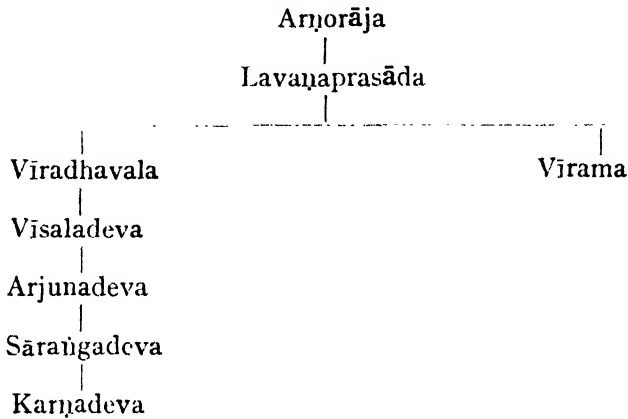 Arṇorāja
Lavaṇaprasāda
Vīradhavala Vīrama
Vīsaladeva
Arjunadeva
Sāraṅgadeva
Karṇadeva